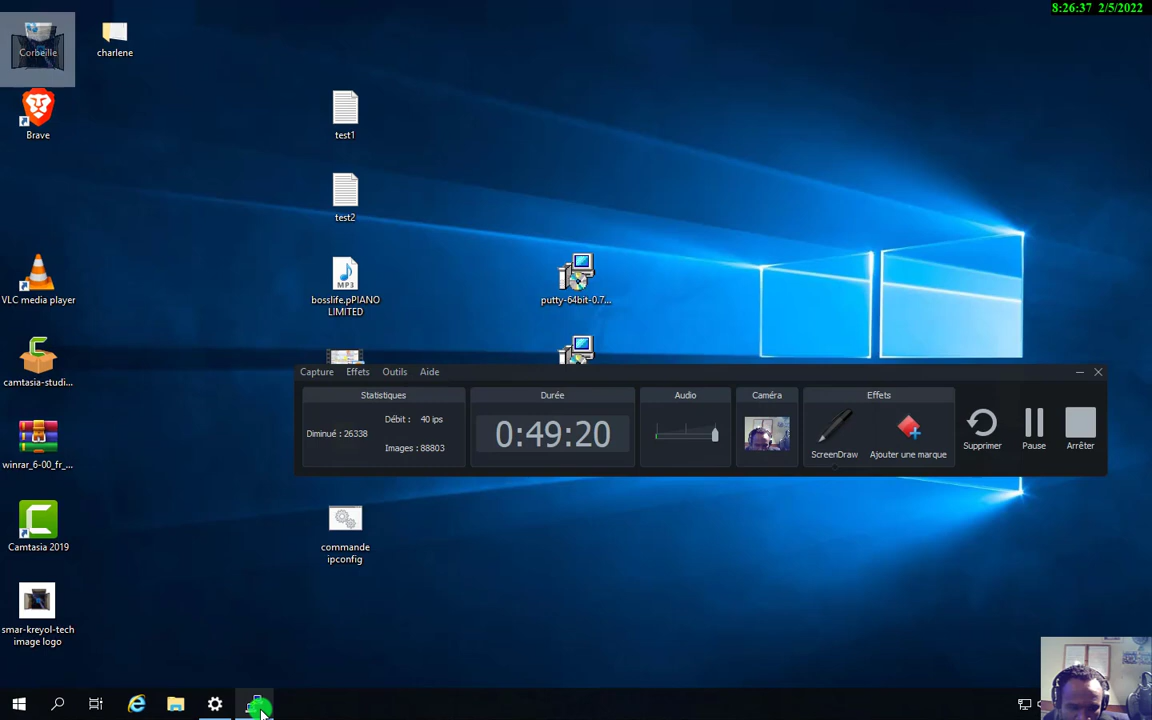 8:26:37 2/5/2022
Corbeille
charlene
Brave
test1
test2
VLC media player
bosslife.pPIANO
LIMITED
MP3
putty-64bit-0.7...
camtasia-studi...
Capture Effets Outils Aide
Statistiques
Débit : 40 ips
Diminué : 26338
Images : 88803
Durée
0:49:20
Audio
Caméra
Effets
ScreenDraw
Ajouter une marque
Supprimer
Pause
Arrêter
winrar_6-00_fr_...
Camtasia 2019
commande
ipconfig
smar-kreyol-tech
image logo